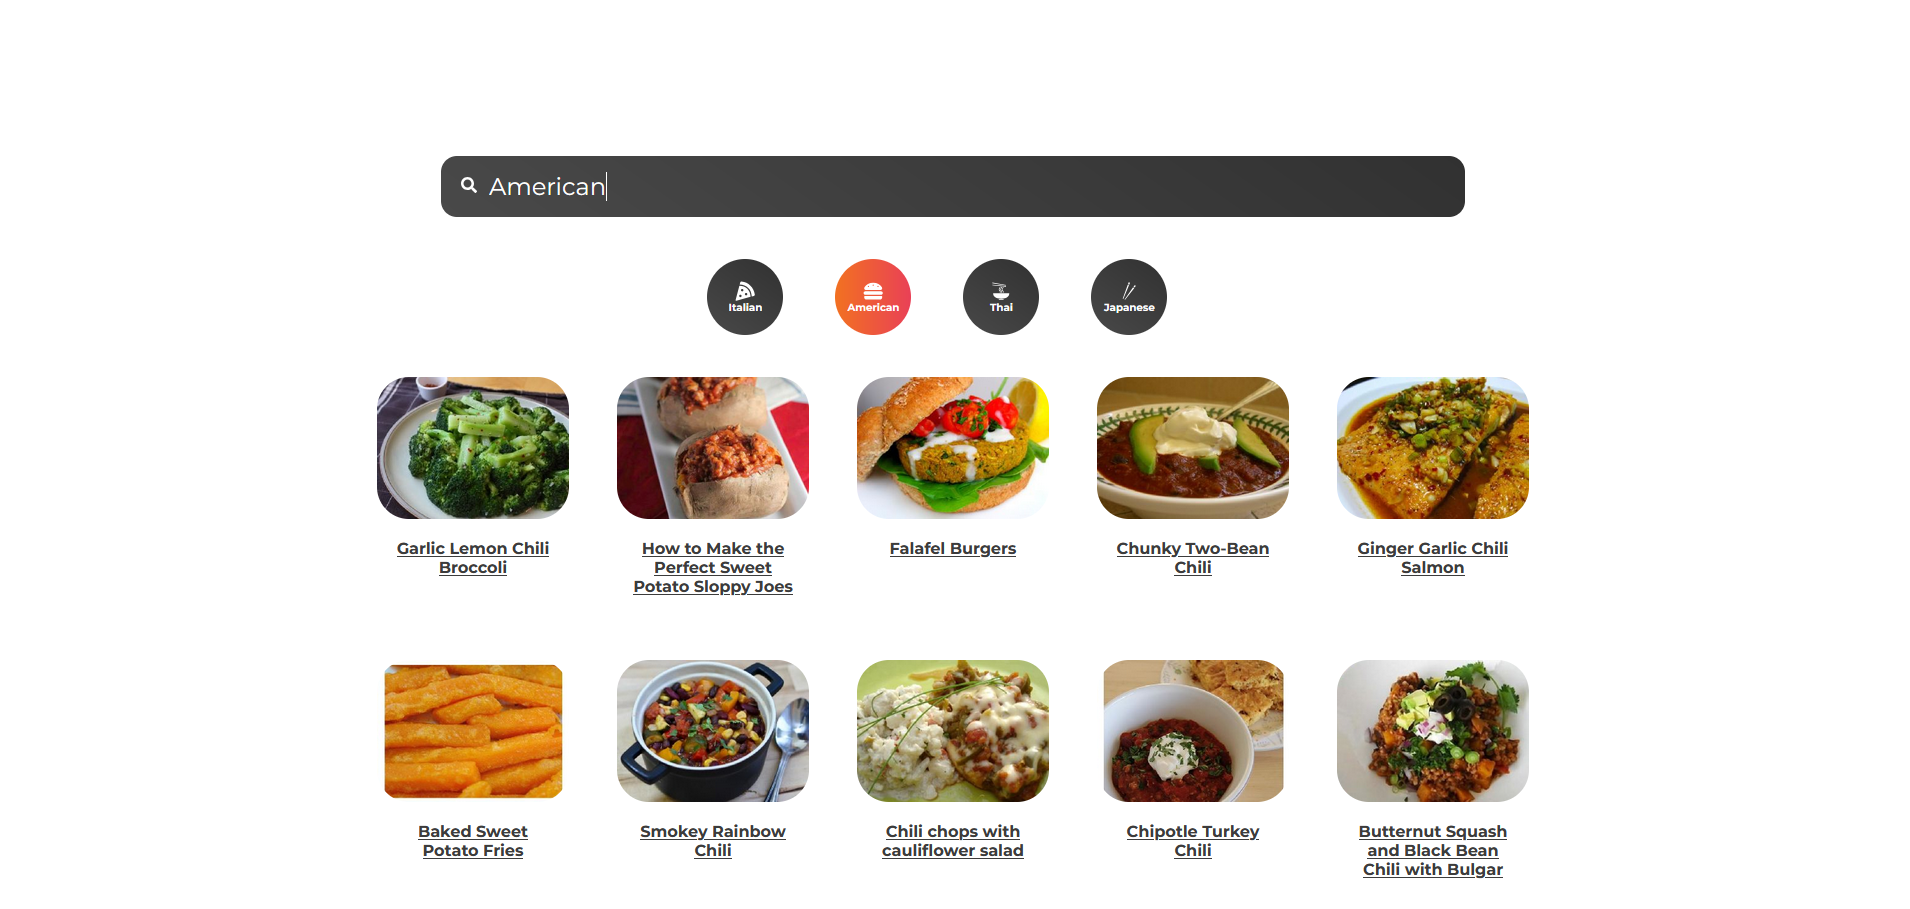 American
Italian
American
Thai
Japanese
Garlic Lemon Chili
Broccoli
How to Make the
Perfect Sweet
Potato Sloppy Joes
Falafel Burgers
Chunky Two-Bean
Chili
Ginger Garlic Chili
Salmon
Baked Sweet
Potato Fries
Smokey Rainbow
Chili
Chili chops with
cauliflower salad
Chipotle Turkey
Chili
Butternut Squash
and Black Bean
Chili with Bulgar